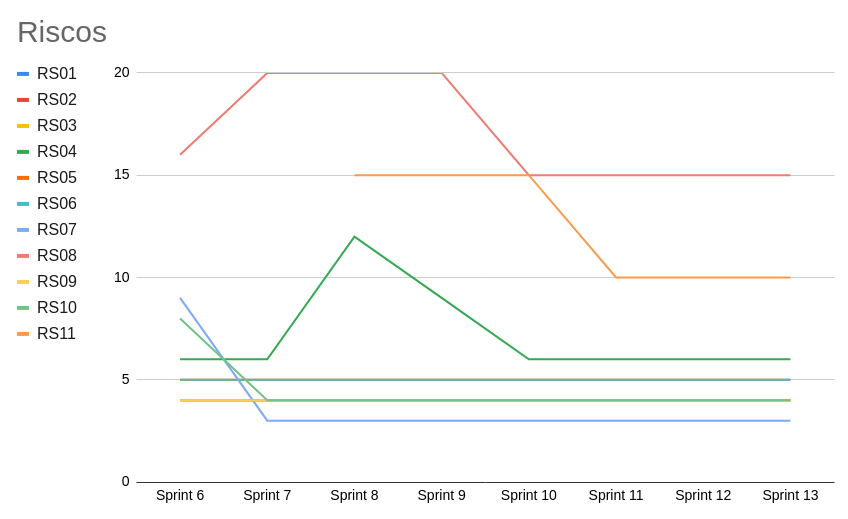 Riscos
RS01
RS02
RS03
RS04
RS05
RS06
RS07
RS08
RS09
RS10
RS11
20
15
10
5
0
Sprint 6 Sprint 7 Sprint 8 Sprint 9 Sprint 10 Sprint 11 Sprint 12 Sprint 13